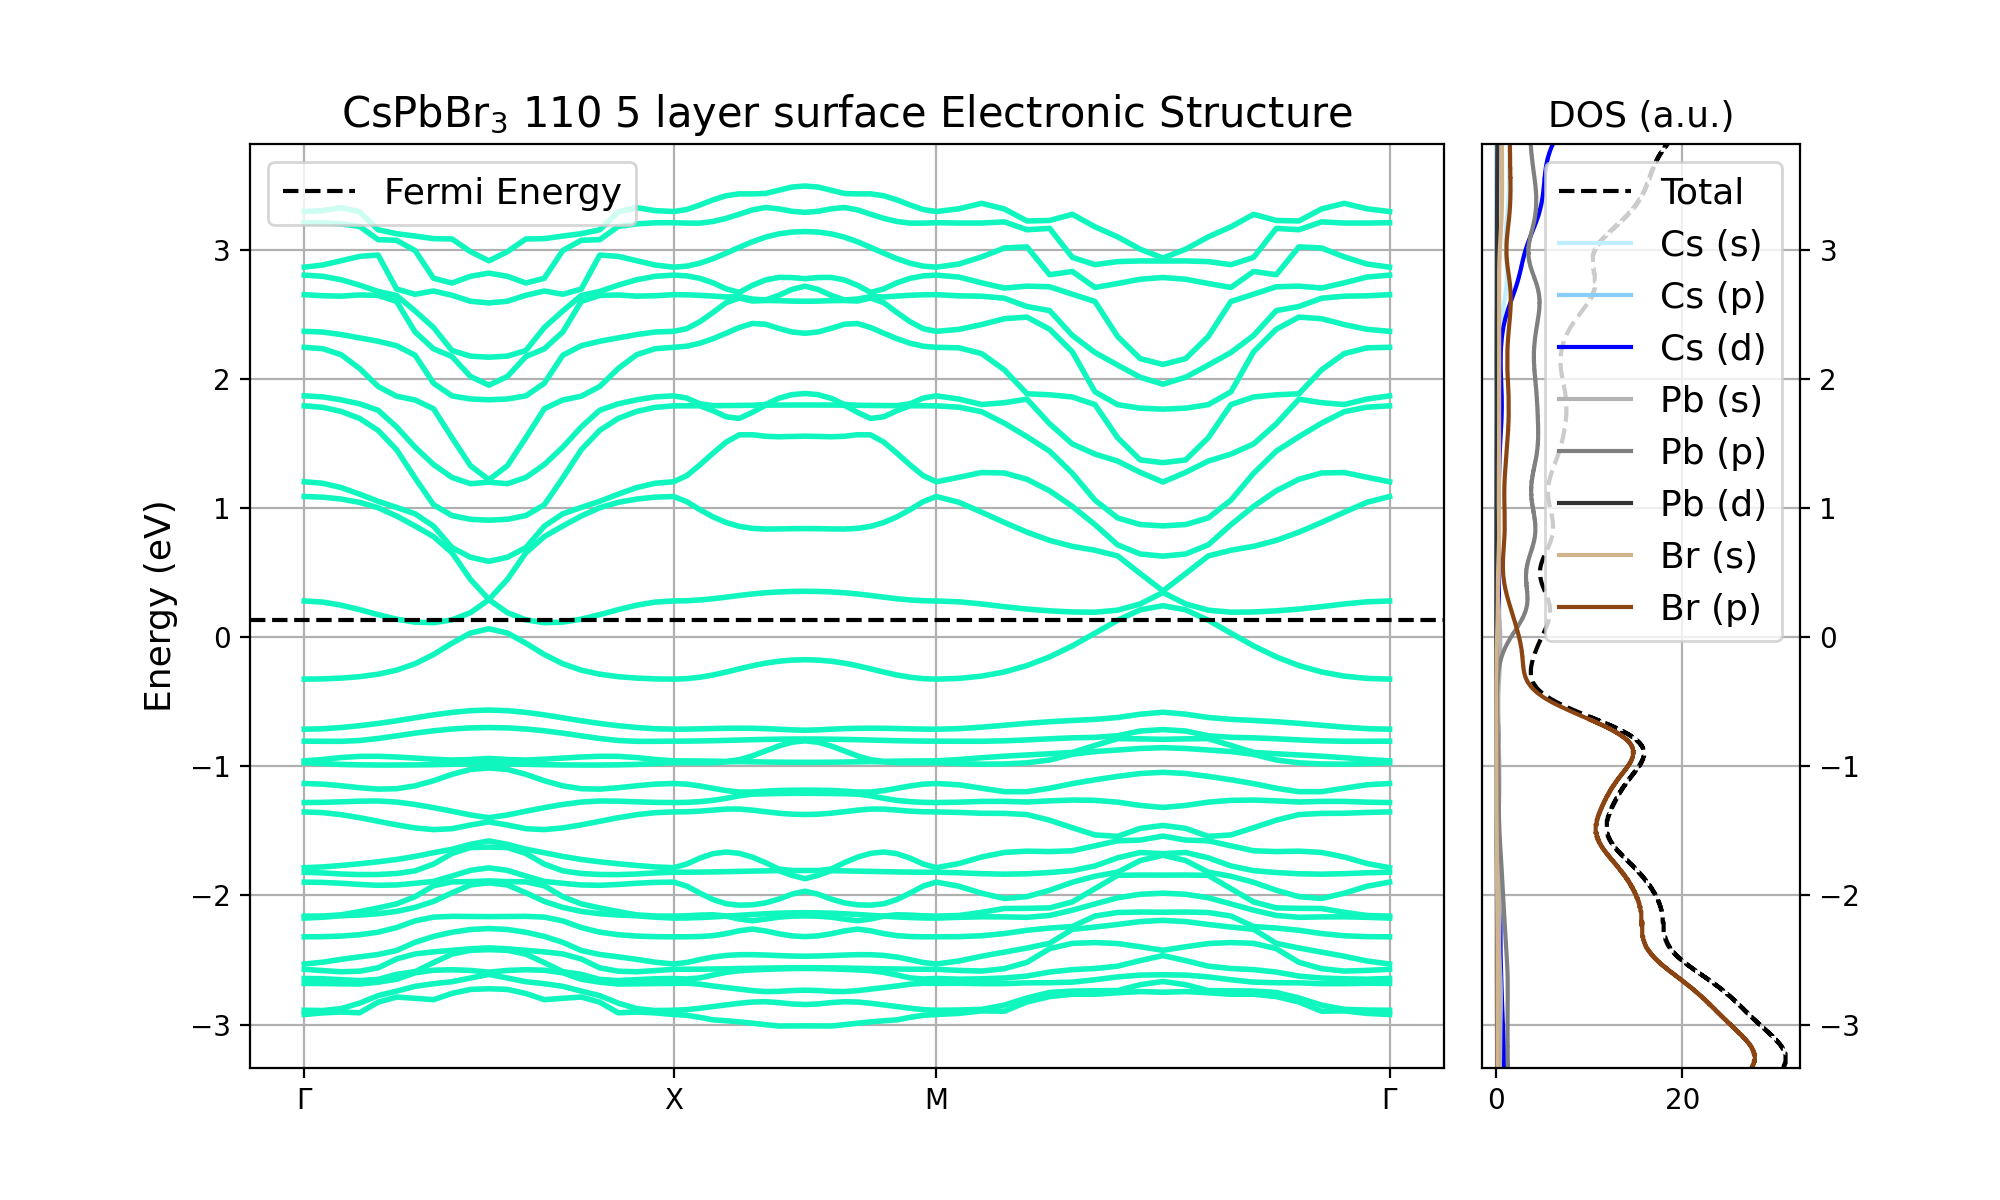 CsPbBr₃ 110 5 layer surface Electronic Structure
DOS (a.u.)
Energy (eV)
Fermi Energy
3
2
1
0
−1
−2
−3
Γ
X
M
Γ
Total
Cs (s)
Cs (p)
Cs (d)
Pb (s)
Pb (p)
Pb (d)
Br (s)
Br (p)
3
2
1
0
−1
−2
−3
0
20